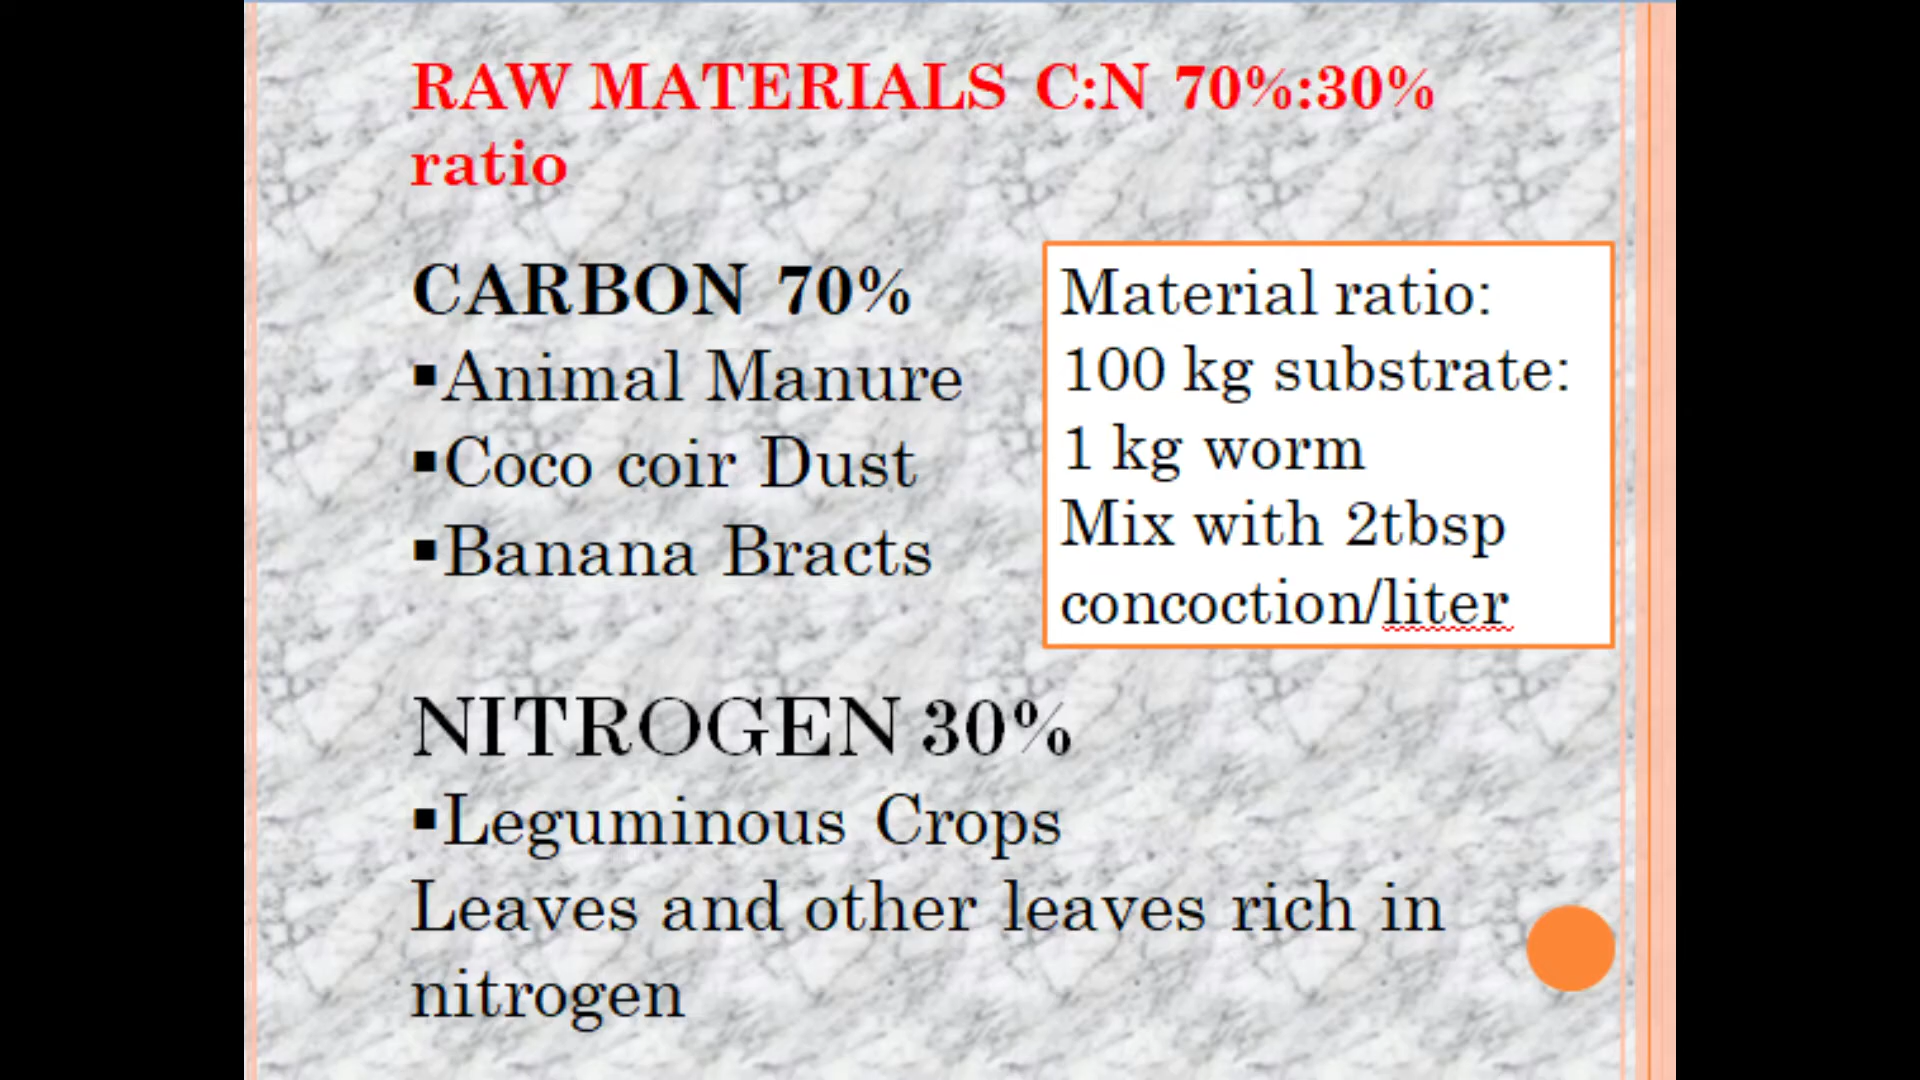 RAW MATERIALS C:N 70%:30%
ratio
CARBON 70%
▪Animal Manure
▪Coco coir Dust
▪Banana Bracts
Material ratio:
100 kg substrate:
1 kg worm
Mix with 2tbsp
concoction/liter
NITROGEN 30%
▪Leguminous Crops
Leaves and other leaves rich in
nitrogen